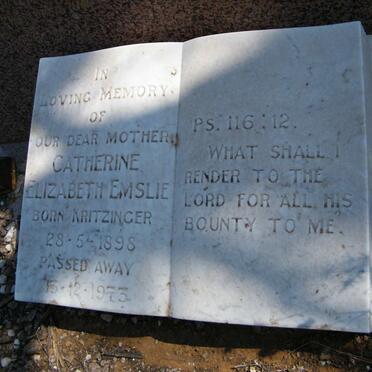 IN
LOVING MEMORY
OF
OUR DEAR MOTHER
CATHERINE
ELIZABETH EMSLIE
BORN KRITZINGER
28-5-1898
PASSED AWAY
15-12-1973
PS. 116:12.
WHAT SHALL I
RENDER TO THE
LORD FOR ALL HIS
BOUNTY TO ME.